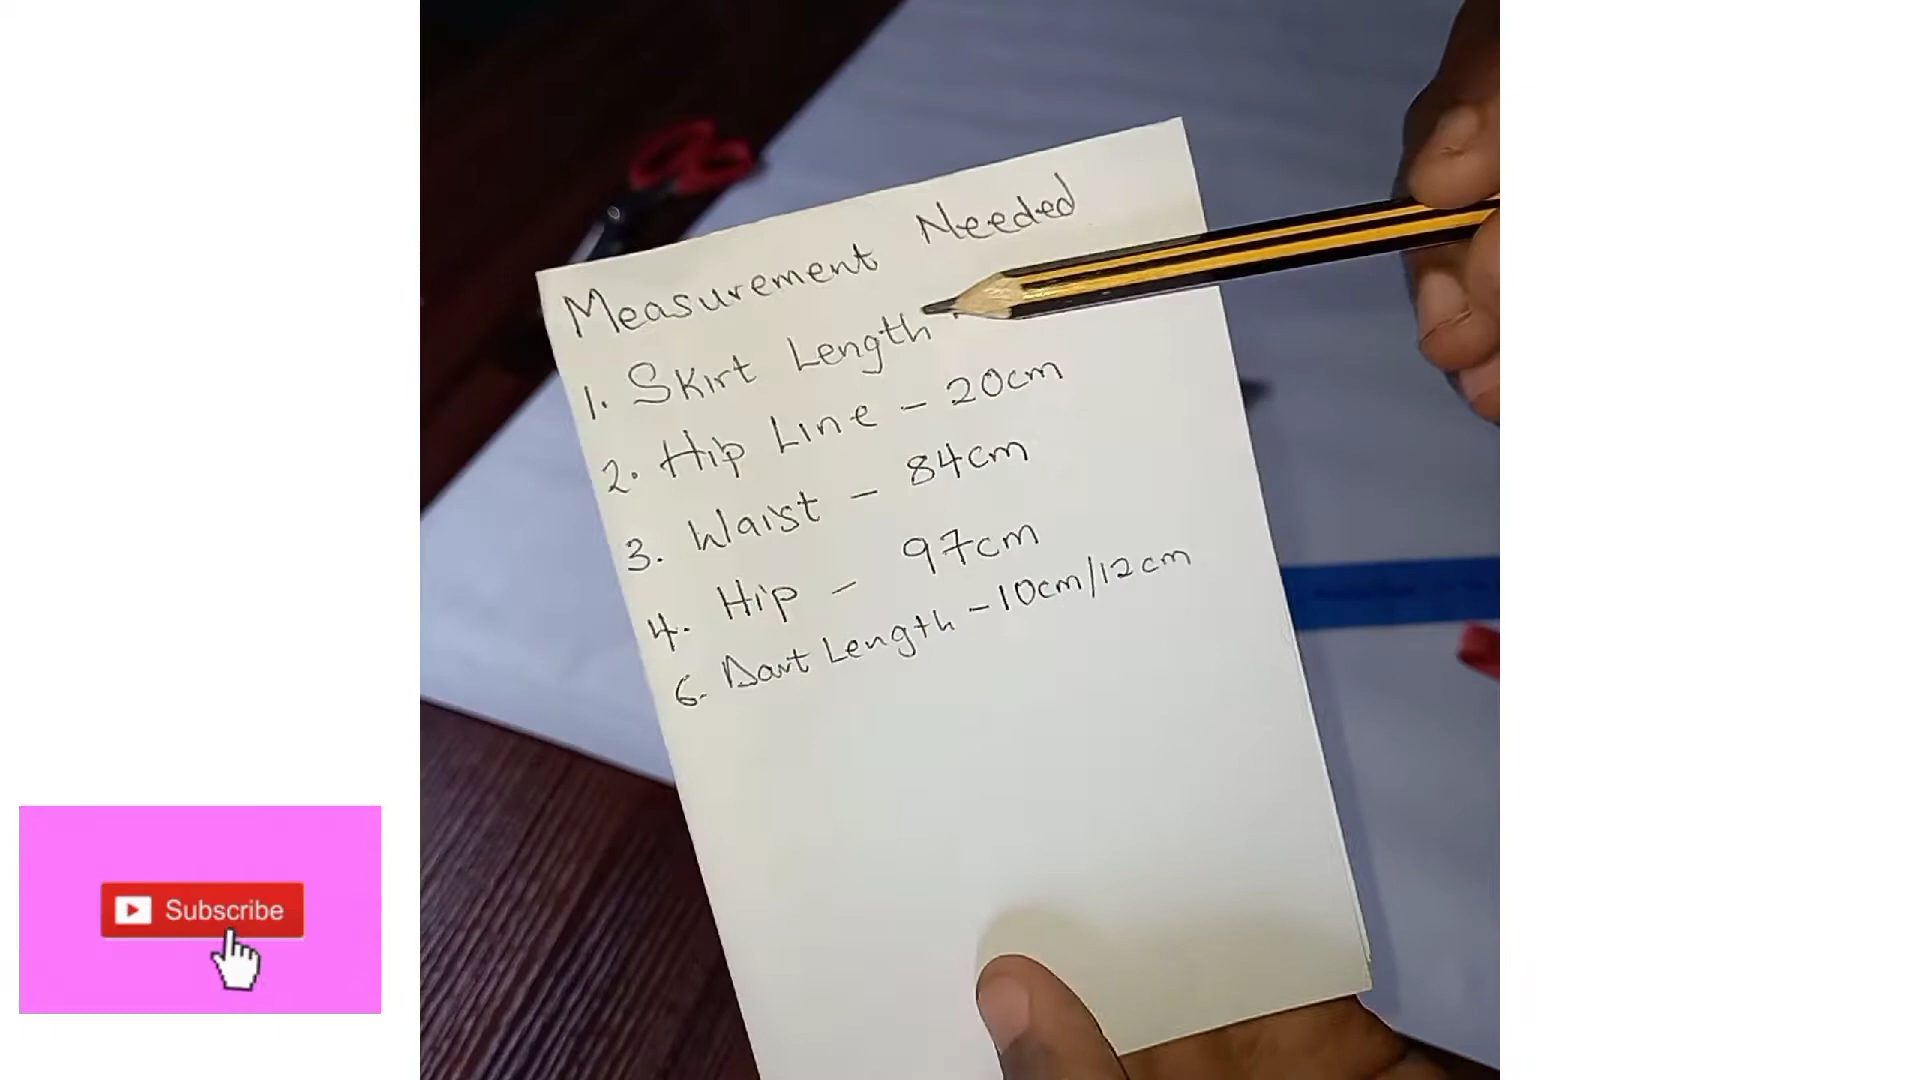 Measurement Needed
1. Skirt Length
2. Hip Line - 20cm
3. Waist - 84cm
4. Hip - 97cm
6. Dart Length - 10cm/12cm
Subscribe